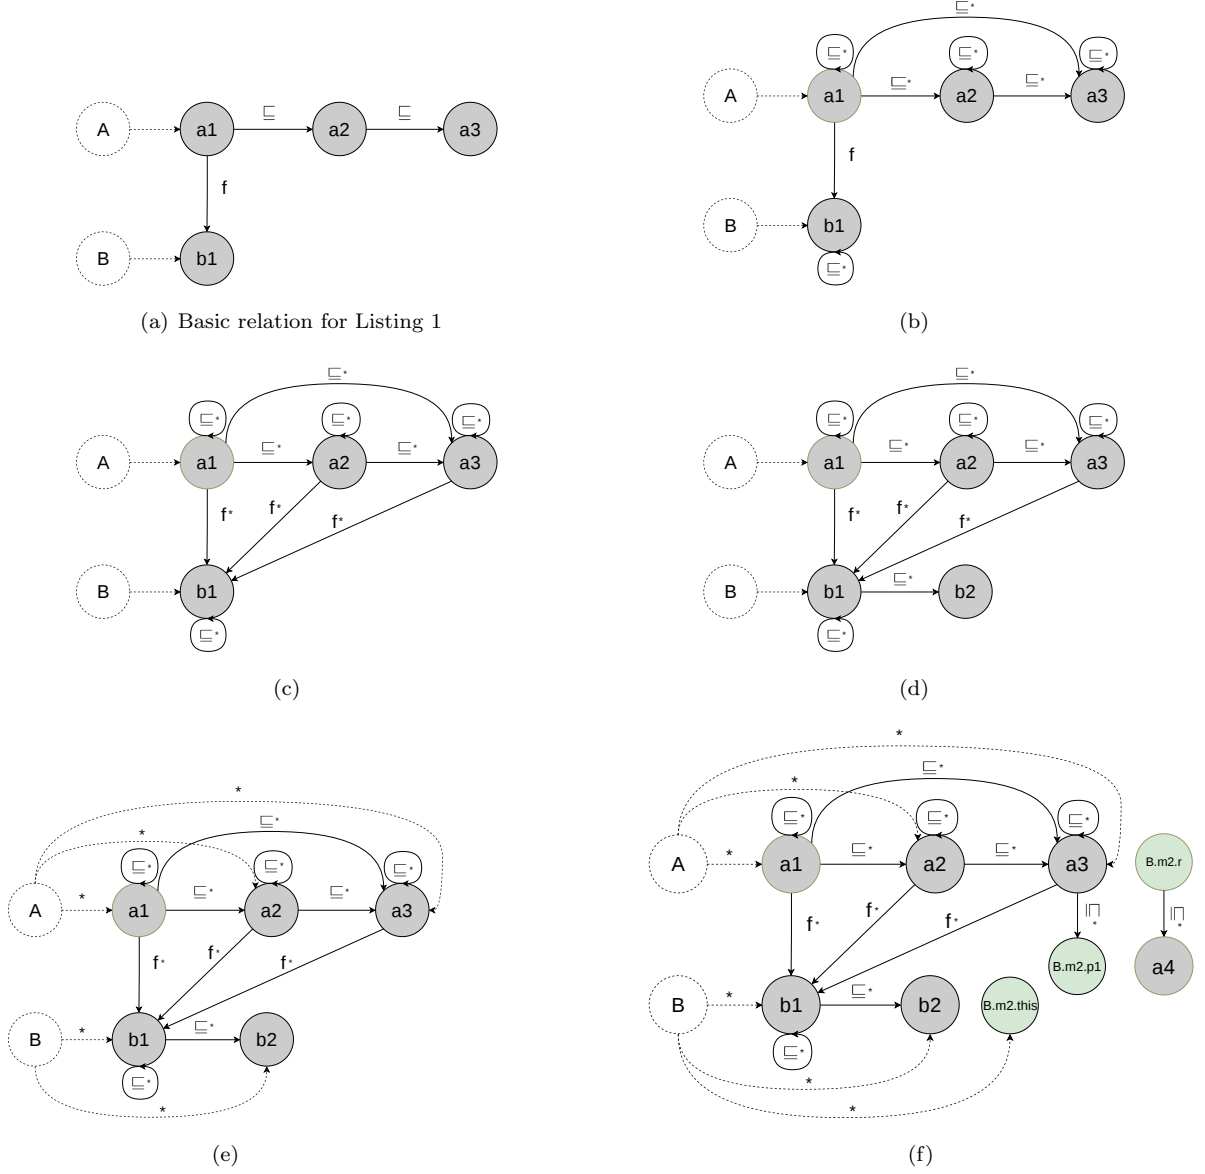 A a1 ⊑ a2 ⊑ a3
f
B b1
(a) Basic relation for Listing 1
⊑*
⊑* ⊑* ⊑*
A a1 ⊑* a2 ⊑* a3
f
B b1
⊑*
(b)
⊑*
⊑* ⊑* ⊑*
A a1 ⊑* a2 ⊑* a3
f* f* f*
B b1
⊑*
(c)
⊑*
⊑* ⊑* ⊑*
A a1 ⊑* a2 ⊑* a3
f* f* f*
B b1 ⊑* b2
⊑*
(d)
*
* ⊑*
⊑* ⊑* ⊑*
A * a1 ⊑* a2 ⊑* a3
f* f* f*
B * b1 ⊑* b2
⊑*
*
(e)
*
* ⊑*
⊑* ⊑* ⊑*
A * a1 ⊑* a2 ⊑* a3 B.m2.r
f* f* f* ⊑* ⊑*
B.m2.p1 a4
B * b1 ⊑* b2 B.m2.this
⊑*
*
*
(f)